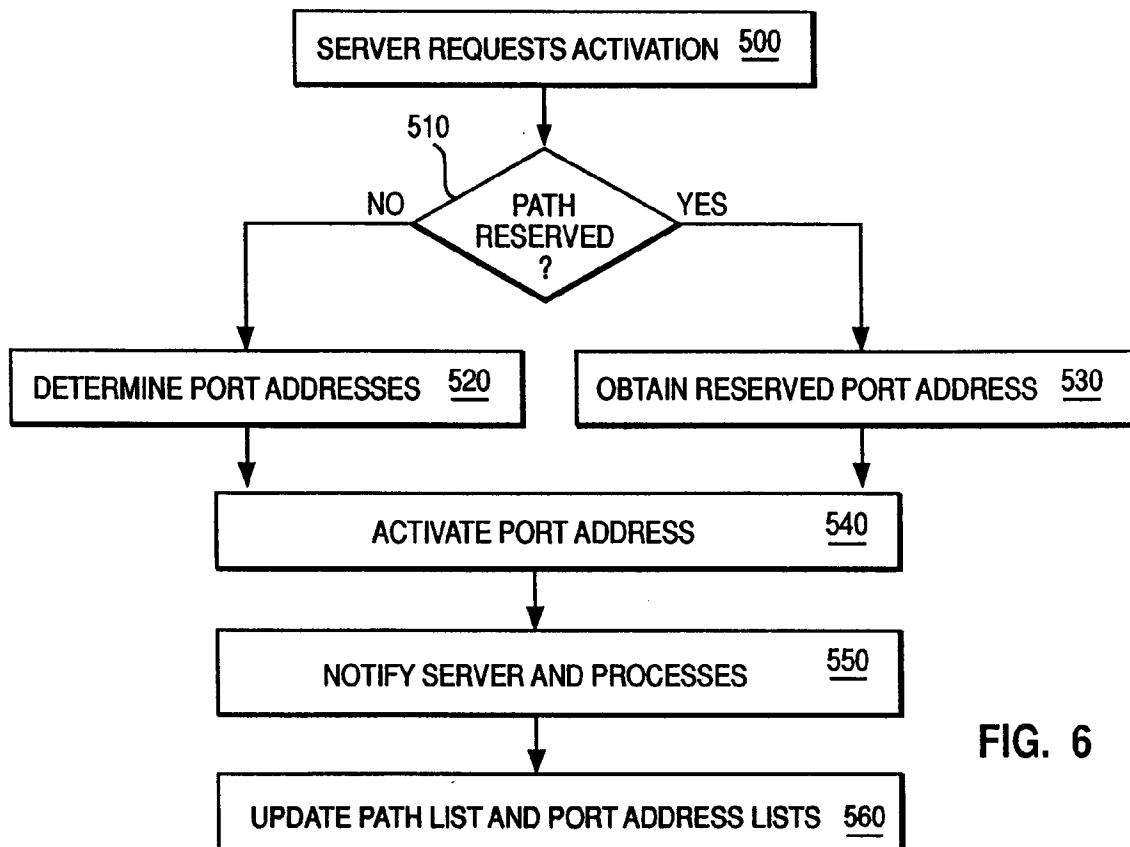 SERVER REQUESTS ACTIVATION 500
510
NO
PATH
RESERVED
?
YES
DETERMINE PORT ADDRESSES 520
OBTAIN RESERVED PORT ADDRESS 530
ACTIVATE PORT ADDRESS 540
NOTIFY SERVER AND PROCESSES 550
FIG. 6
UPDATE PATH LIST AND PORT ADDRESS LISTS 560